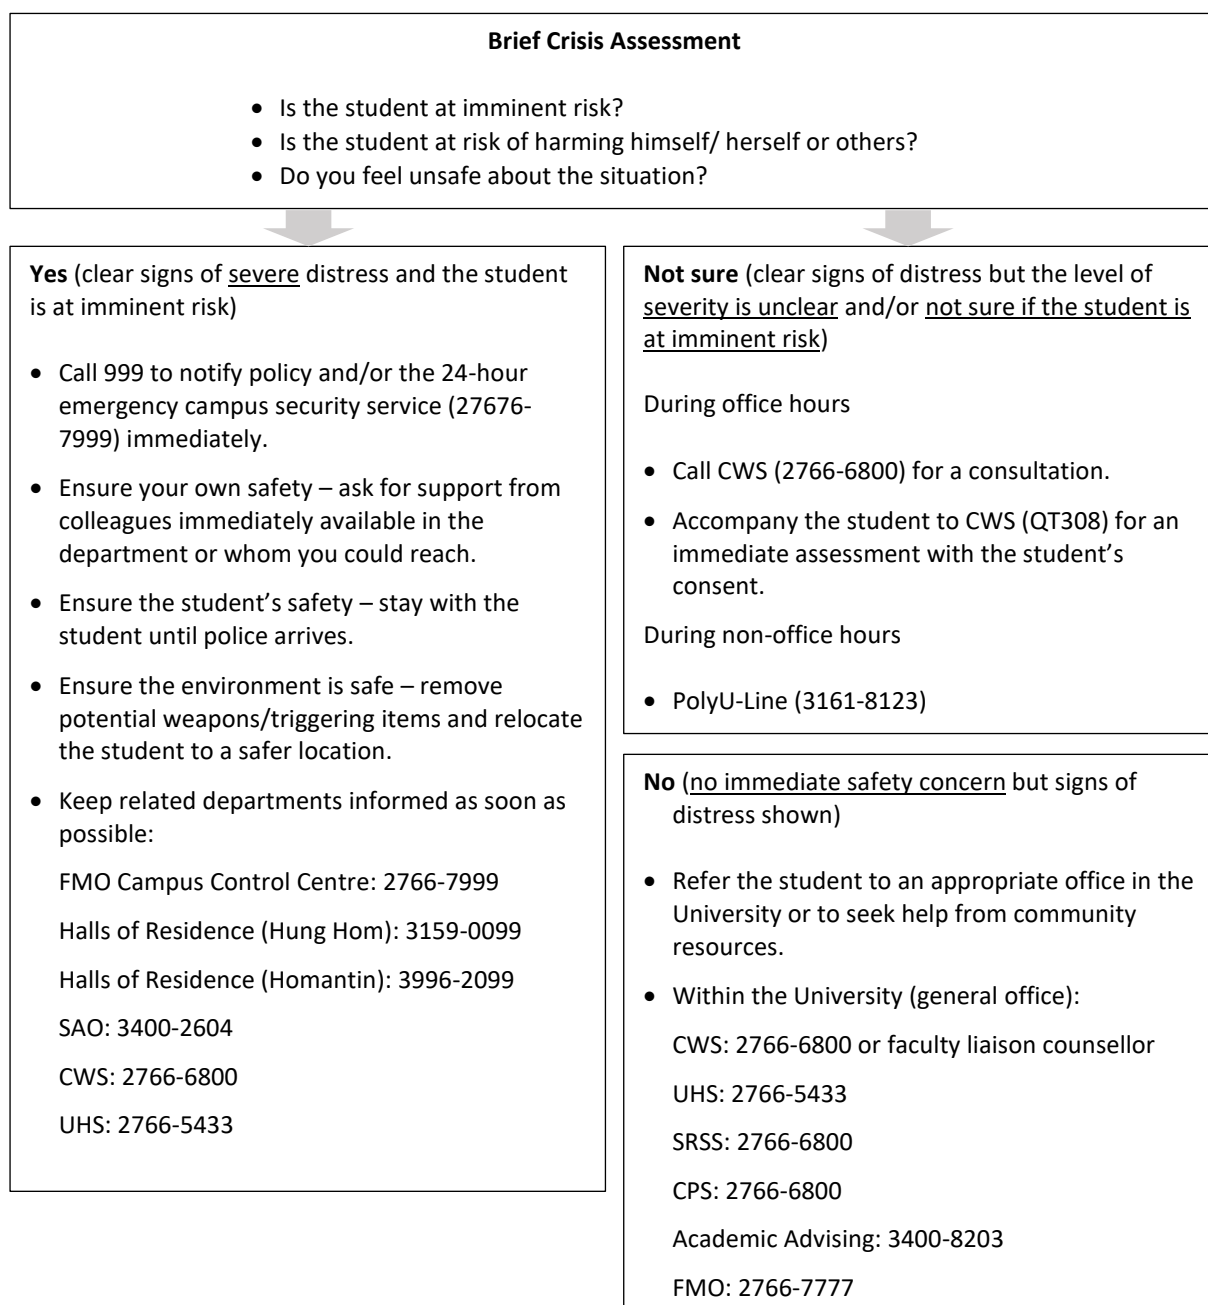 Brief Crisis Assessment
• Is the student at imminent risk?
• Is the student at risk of harming himself/ herself or others?
• Do you feel unsafe about the situation?
Yes (clear signs of severe distress and the student
is at imminent risk)
• Call 999 to notify policy and/or the 24-hour
emergency campus security service (27676-
7999) immediately.
• Ensure your own safety – ask for support from
colleagues immediately available in the
department or whom you could reach.
• Ensure the student’s safety – stay with the
student until police arrives.
• Ensure the environment is safe – remove
potential weapons/triggering items and relocate
the student to a safer location.
• Keep related departments informed as soon as
possible:
FMO Campus Control Centre: 2766-7999
Halls of Residence (Hung Hom): 3159-0099
Halls of Residence (Homantin): 3996-2099
SAO: 3400-2604
CWS: 2766-6800
UHS: 2766-5433
Not sure (clear signs of distress but the level of
severity is unclear and/or not sure if the student is
at imminent risk)
During office hours
• Call CWS (2766-6800) for a consultation.
• Accompany the student to CWS (QT308) for an
immediate assessment with the student’s
consent.
During non-office hours
• PolyU-Line (3161-8123)
No (no immediate safety concern but signs of
distress shown)
• Refer the student to an appropriate office in the
University or to seek help from community
resources.
• Within the University (general office):
CWS: 2766-6800 or faculty liaison counsellor
UHS: 2766-5433
SRSS: 2766-6800
CPS: 2766-6800
Academic Advising: 3400-8203
FMO: 2766-7777